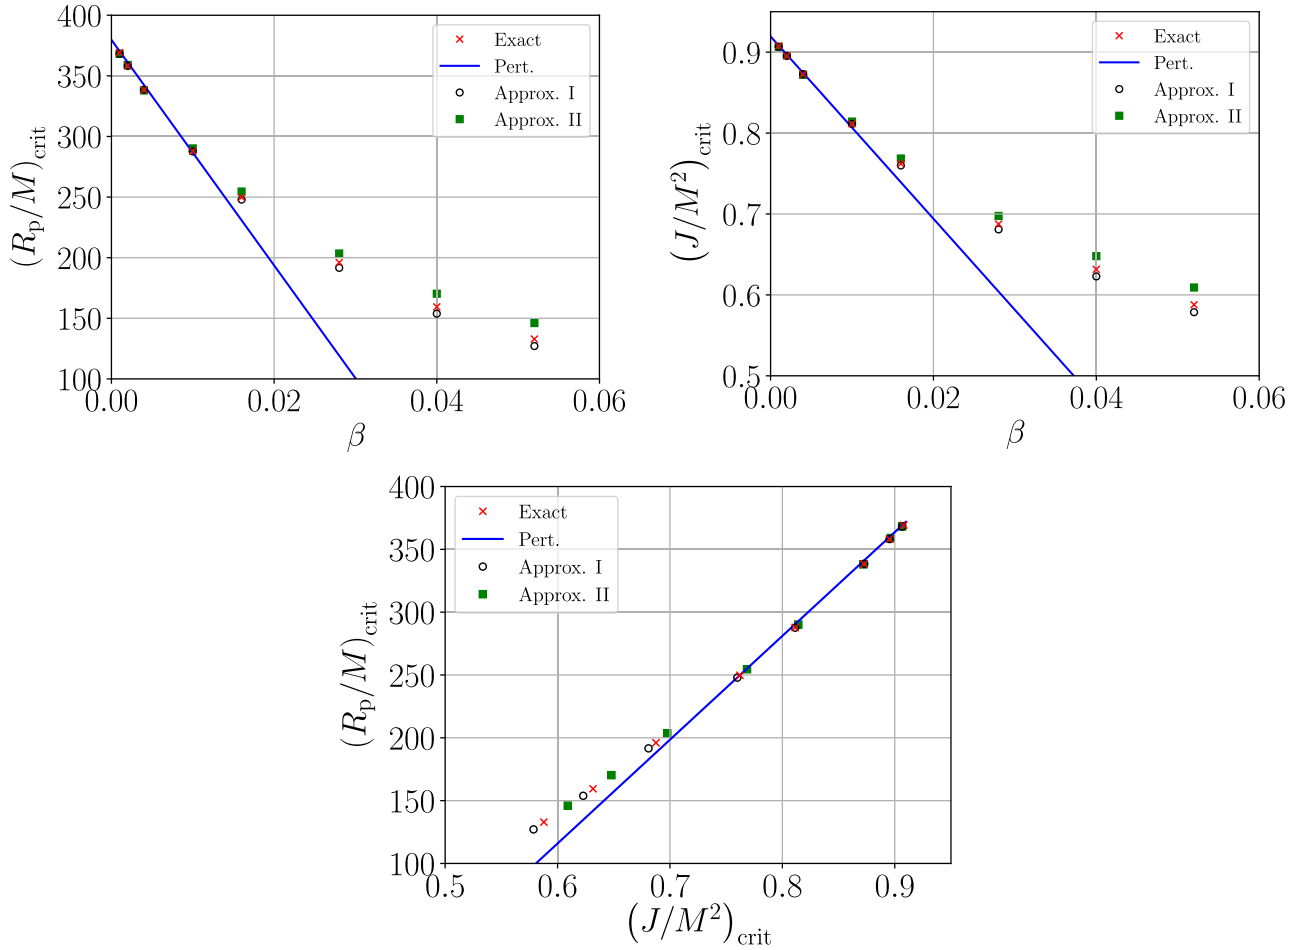 400
350
300
250
200
150
100
(R_p/M)_crit
0.00
0.02
0.04
0.06
β
Exact
Pert.
Approx. I
Approx. II
0.9
0.8
0.7
0.6
0.5
(J/M²)_crit
0.00
0.02
0.04
0.06
β
Exact
Pert.
Approx. I
Approx. II
400
350
300
250
200
150
100
(R_p/M)_crit
0.5
0.6
0.7
0.8
0.9
(J/M²)_crit
Exact
Pert.
Approx. I
Approx. II